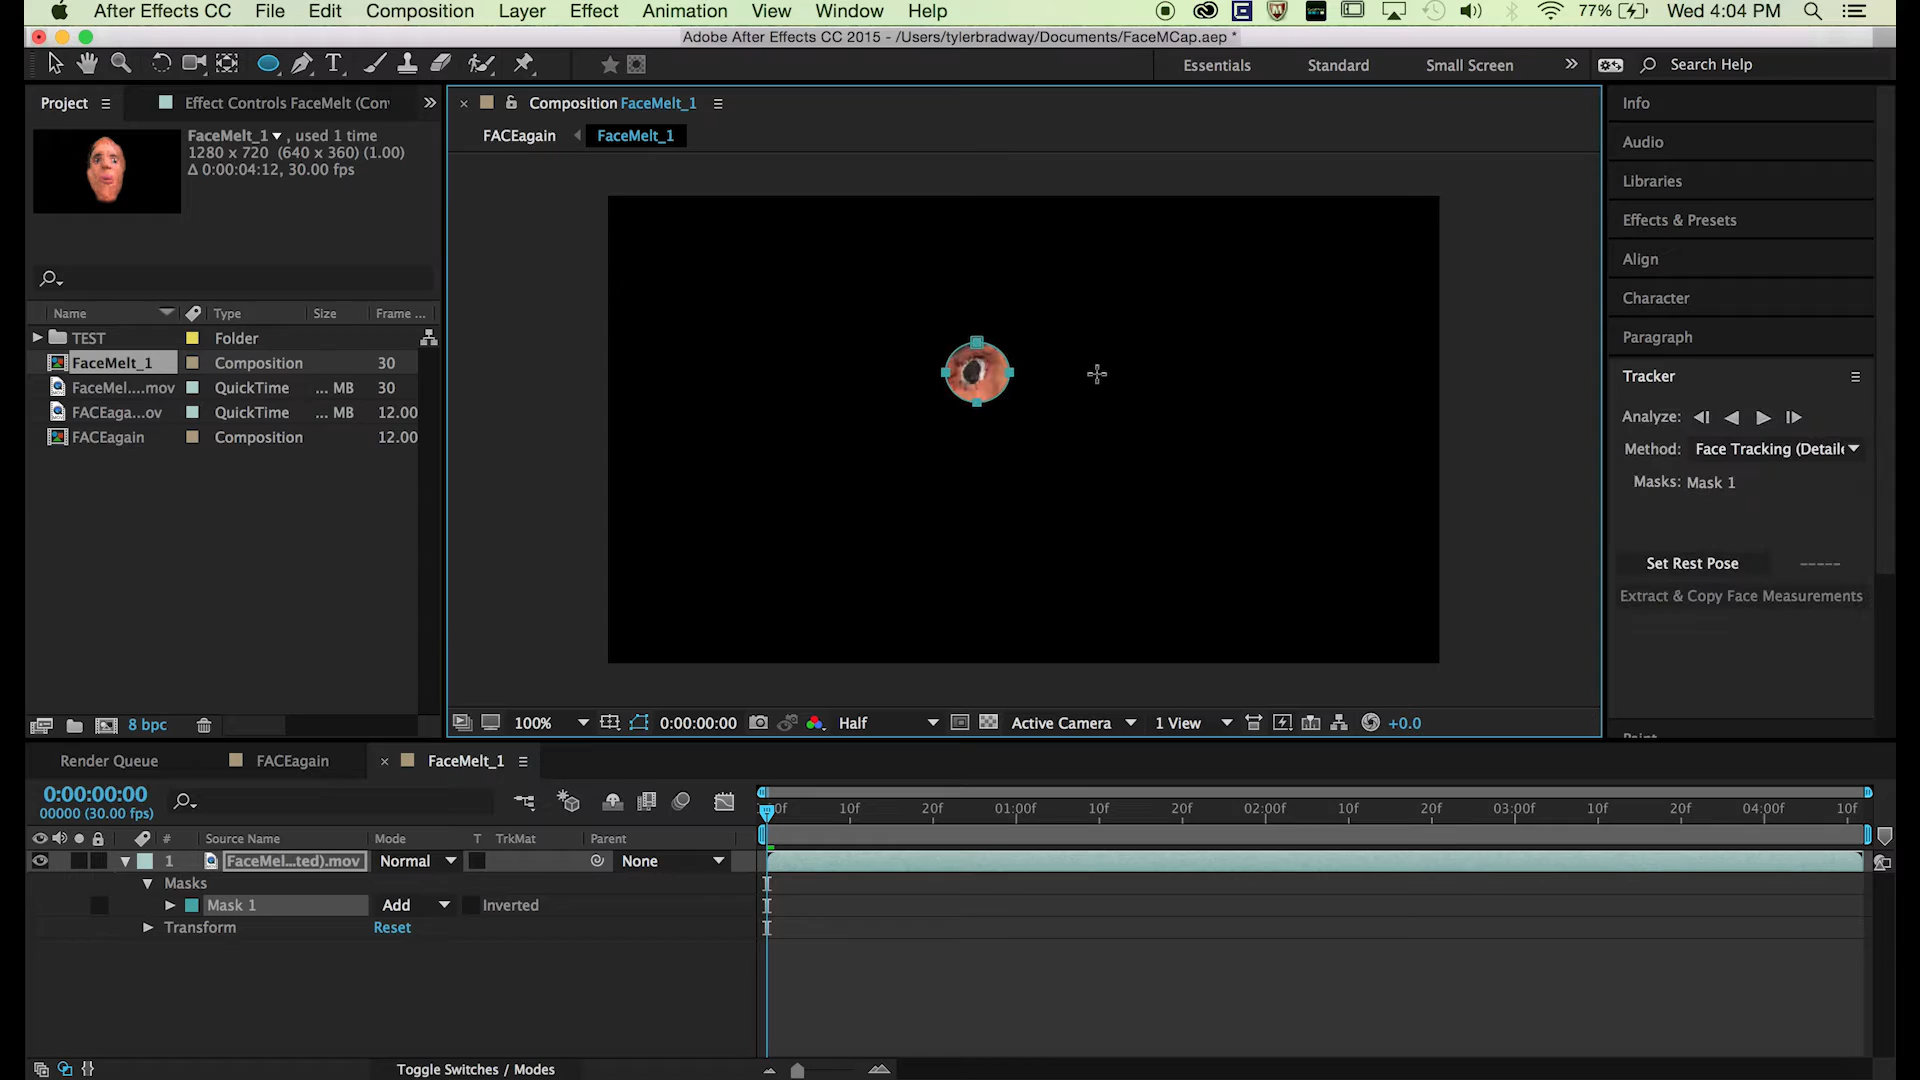 After Effects CC File Edit Composition Layer Effect Animation View Window Help 77% Wed 4:04 PM
Adobe After Effects CC 2015 - /Users/tylerbradway/Documents/FaceMCap.aep *
T Essentials Standard Small Screen » Search Help
Project Effect Controls FaceMelt (Con »
FaceMelt_1 , used 1 time
1280 x 720 (640 x 360) (1.00)
Δ 0:00:04:12, 30.00 fps
Name Type Size Frame ...
TEST Folder
FaceMelt_1 Composition 30
FaceMel....mov QuickTime ... MB 30
FACEaga...ov QuickTime ... MB 12.00
FACEagain Composition 12.00
8 bpc
× Composition FaceMelt_1
FACEagain FaceMelt_1
100% 0:00:00:00 Half Active Camera 1 View +0.0
Info
Audio
Libraries
Effects & Presets
Align
Character
Paragraph
Tracker
Analyze:
Method: Face Tracking (Detail
Masks: Mask 1
Set Rest Pose -----
Extract & Copy Face Measurements
Render Queue FACEagain × FaceMelt_1
0:00:00:00
00000 (30.00 fps)
00f 10f 20f 01:00f 10f 20f 02:00f 10f 20f 03:00f 10f 20f 04:00f 10f
# Source Name Mode T TrkMat Parent
1 FaceMel...ted).mov Normal None
Masks
Mask 1 Add Inverted
Transform Reset
Toggle Switches / Modes